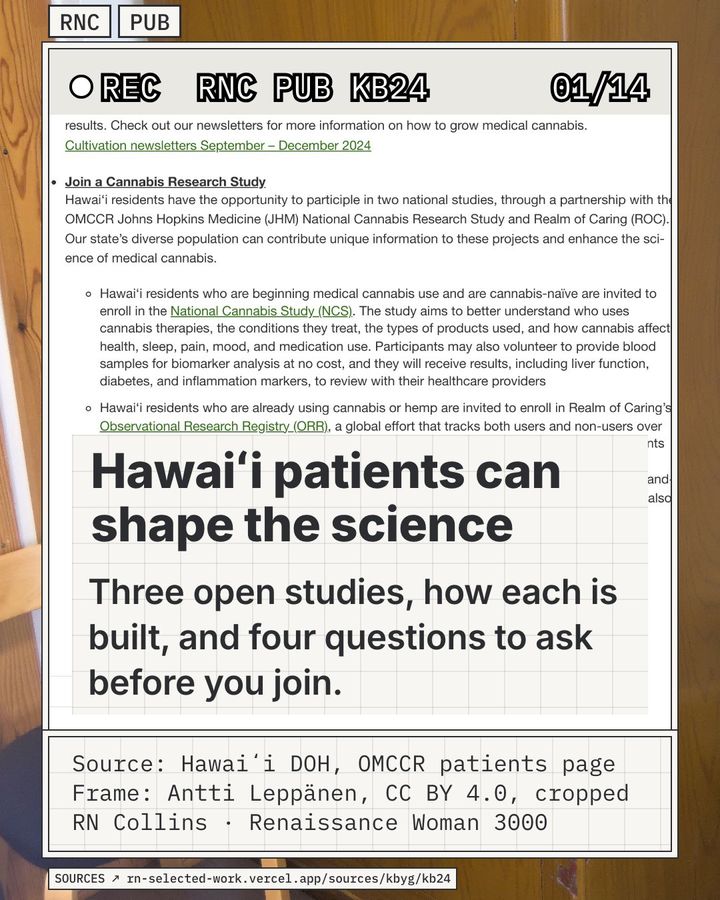 RNC PUB
REC RNC PUB KB24 01/14
results. Check out our newsletters for more information on how to grow medical cannabis.
Cultivation newsletters September – December 2024
• Join a Cannabis Research Study
Hawaiʻi residents have the opportunity to participate in two national studies, through a partnership with the
OMCCR Johns Hopkins Medicine (JHM) National Cannabis Research Study and Realm of Caring (ROC).
Our state’s diverse population can contribute unique information to these projects and enhance the sci-
ence of medical cannabis.
Hawaiʻi residents who are beginning medical cannabis use and are cannabis-naïve are invited to
enroll in the National Cannabis Study (NCS). The study aims to better understand who uses
cannabis therapies, the conditions they treat, the types of products used, and how cannabis affect
health, sleep, pain, mood, and medication use. Participants may also volunteer to provide blood
samples for biomarker analysis at no cost, and they will receive results, including liver function,
diabetes, and inflammation markers, to review with their healthcare providers
Hawaiʻi residents who are already using cannabis or hemp are invited to enroll in Realm of Caring’s
Observational Research Registry (ORR), a global effort that tracks both users and non-users over
nts
and-
also
Hawaiʻi patients can
shape the science
Three open studies, how each is
built, and four questions to ask
before you join.
Source: Hawaiʻi DOH, OMCCR patients page
Frame: Antti Leppänen, CC BY 4.0, cropped
RN Collins · Renaissance Woman 3000
SOURCES ↗ rn-selected-work.vercel.app/sources/kbyg/kb24